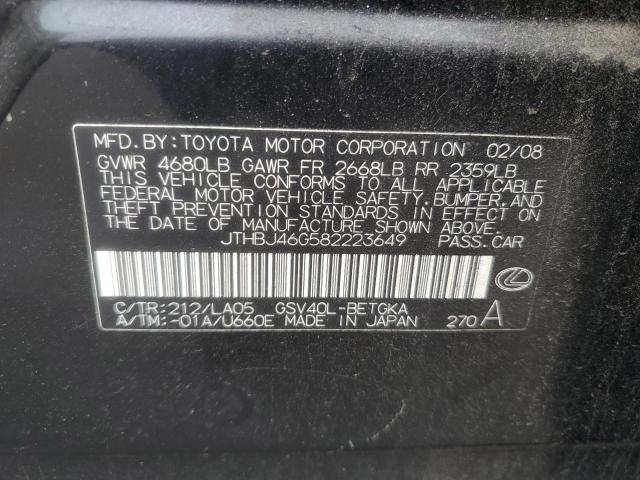 MFD.BY:TOYOTA MOTOR CORPORATION 02/08
GVWR 4680LB GAWR FR 2668LB RR 2359LB
THIS VEHICLE CONFORMS TO ALL APPLICABLE
FEDERAL MOTOR VEHICLE SAFETY,BUMPER,AND
THEFT PREVENTION STANDARDS IN EFFECT ON
THE DATE OF MANUFACTURE SHOWN ABOVE.
JTHBJ46G582223649 PASS.CAR
C/TR:212/LA05 GSV40L-BETGKA
A/TM:-01A/U660E MADE IN JAPAN 270A